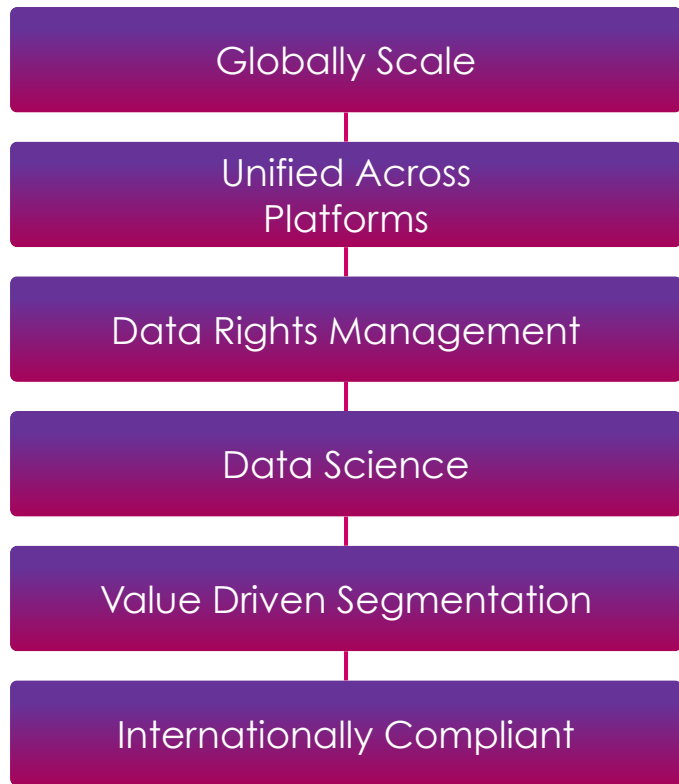 Globally Scale
Unified Across
Platforms
Data Rights Management
Data Science
Value Driven Segmentation
Internationally Compliant